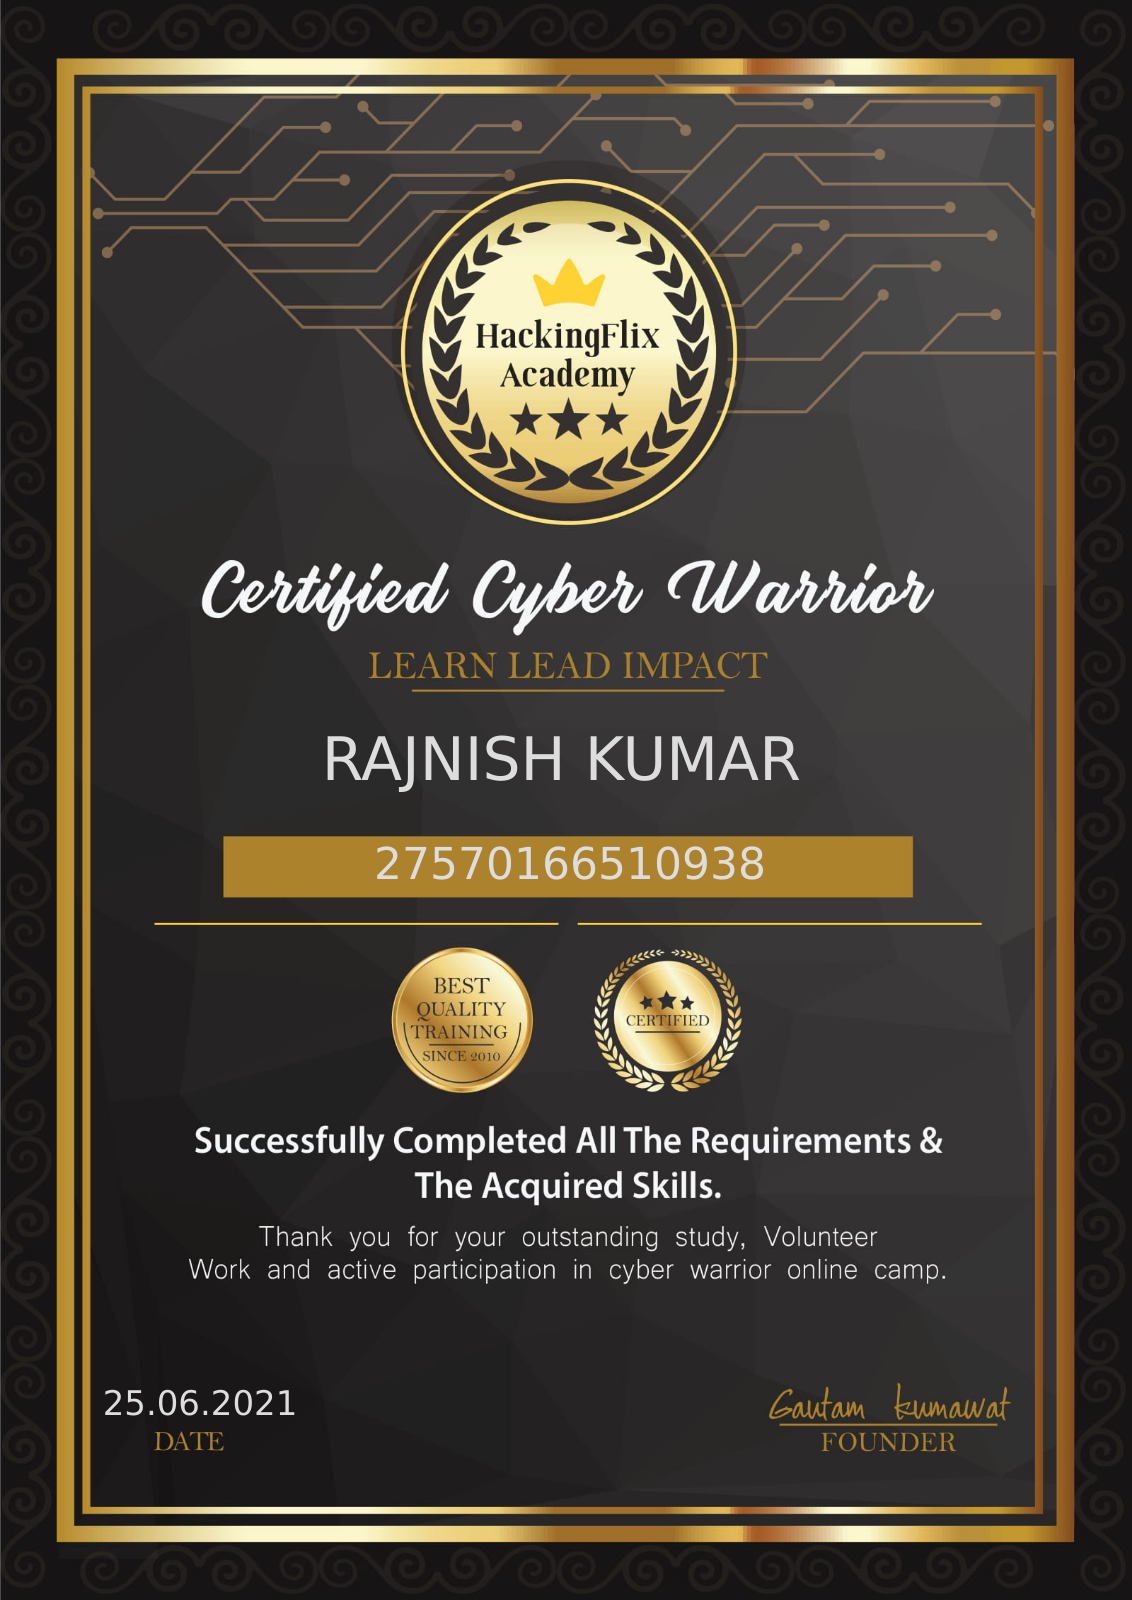 HackingFlix
Academy
Certified Cyber Warrior
LEARN LEAD IMPACT
RAJNISH KUMAR
27570166510938
BEST
QUALITY
TRAINING
SINCE 2010
CERTIFIED
Successfully Completed All The Requirements &
The Acquired Skills.
Thank you for your outstanding study, Volunteer
Work and active participation in cyber warrior online camp.
25.06.2021
DATE
Gautam kumawat
FOUNDER